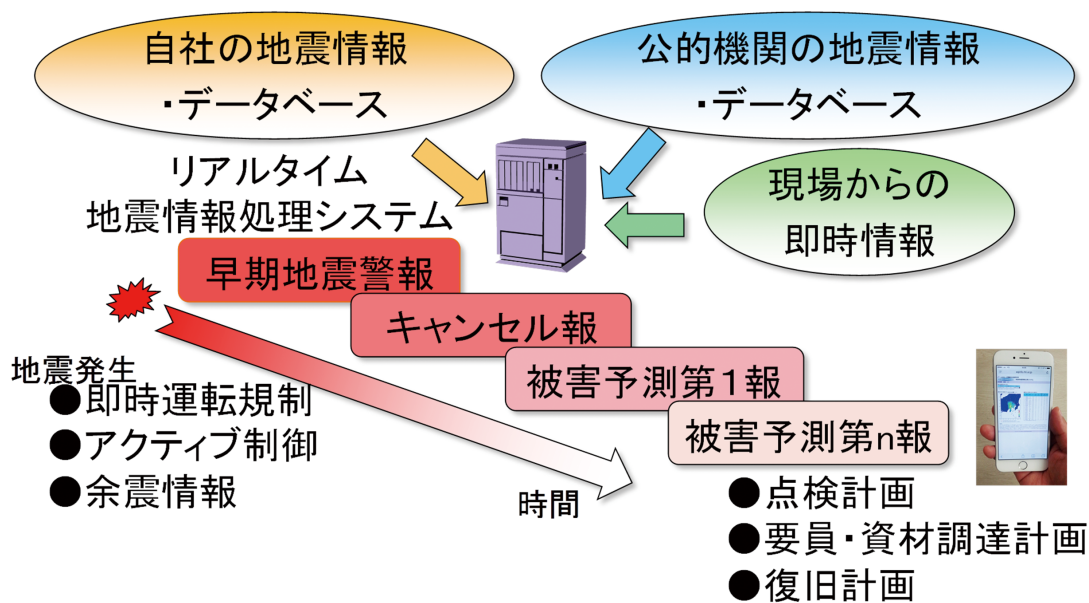 自社の地震情報
・データベース
公的機関の地震情報
・データベース
リアルタイム
地震情報処理システム
現場からの
即時情報
早期地震警報
キャンセル報
被害予測第１報
被害予測第n報
地震発生
●即時運転規制
●アクティブ制御
●余震情報
時間
●点検計画
●要員・資材調達計画
●復旧計画